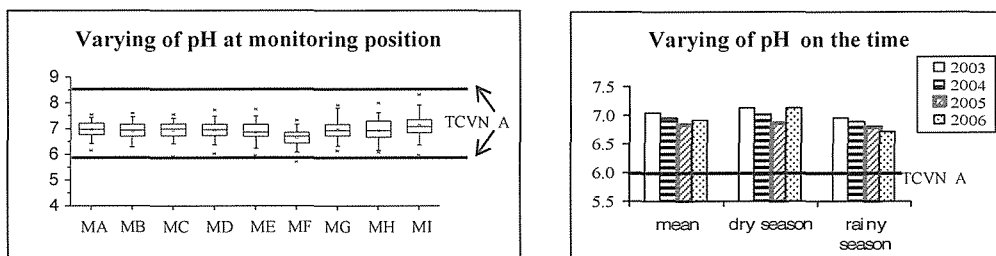 Varying of pH at monitoring position
9
8
7
6
5
4
TCVN A
MA MB MC MD ME MF MG MH MI
Varying of pH on the time
2003
2004
2005
2006
7.5
7.0
6.5
6.0
5.5
TCVN A
mean dry season rainy
season